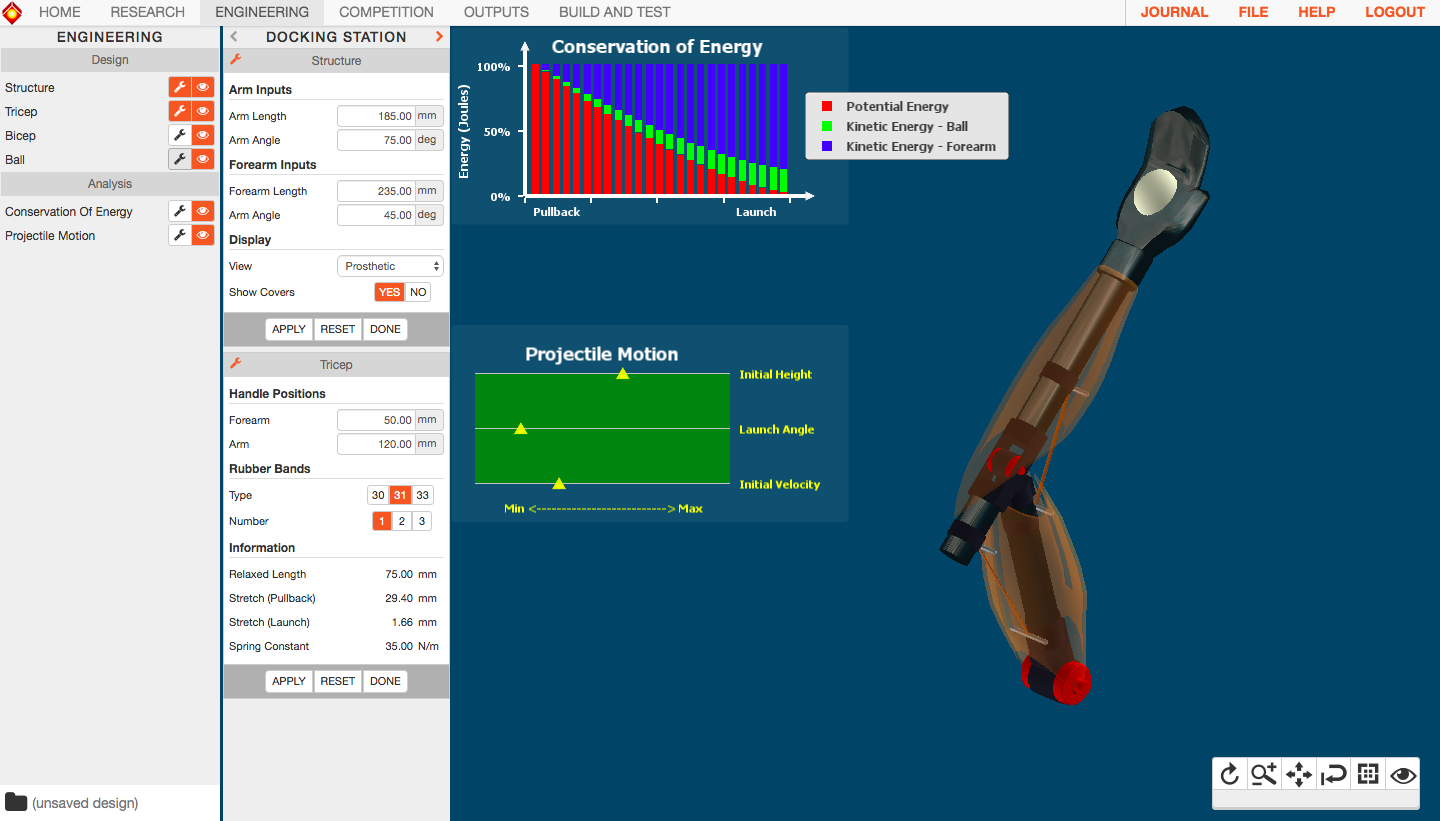 HOME RESEARCH ENGINEERING COMPETITION OUTPUTS BUILD AND TEST JOURNAL FILE HELP LOGOUT
ENGINEERING
Design
Structure
Tricep
Bicep
Ball
Analysis
Conservation Of Energy
Projectile Motion
(unsaved design)
DOCKING STATION
Structure
Arm Inputs
Arm Length 185.00 mm
Arm Angle 75.00 deg
Forearm Inputs
Forearm Length 235.00 mm
Arm Angle 45.00 deg
Display
View Prosthetic
Show Covers YES NO
APPLY RESET DONE
Tricep
Handle Positions
Forearm 50.00 mm
Arm 120.00 mm
Rubber Bands
Type 30 31 33
Number 1 2 3
Information
Relaxed Length 75.00 mm
Stretch (Pullback) 29.40 mm
Stretch (Launch) 1.66 mm
Spring Constant 35.00 N/m
APPLY RESET DONE
Conservation of Energy
Energy (Joules)
100%
50%
0%
Pullback Launch
Potential Energy
Kinetic Energy - Ball
Kinetic Energy - Forearm
Projectile Motion
Initial Height
Launch Angle
Initial Velocity
Min <--------------------------> Max